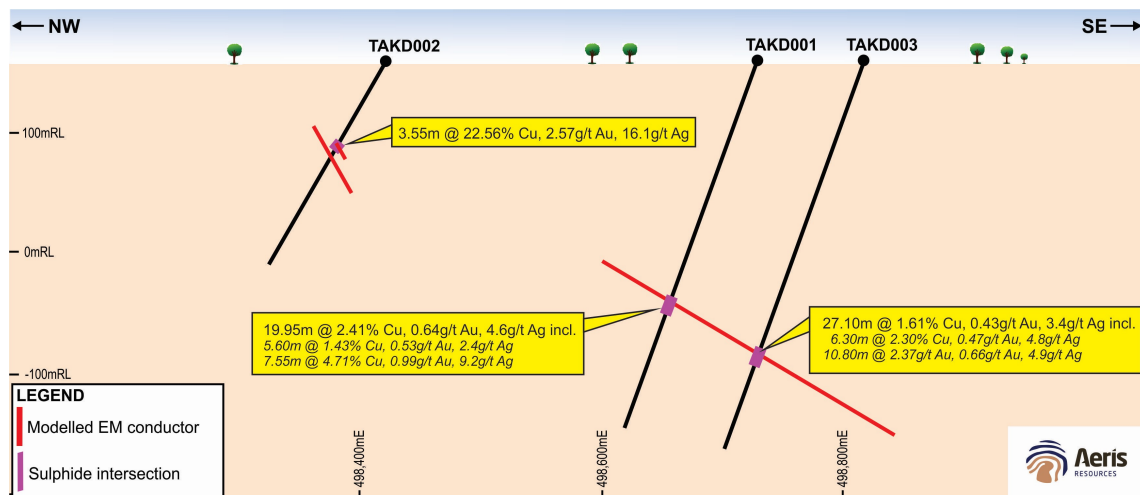 NW
SE
TAKD002
TAKD001
TAKD003
100mRL
3.55m @ 22.56% Cu, 2.57g/t Au, 16.1g/t Ag
0mRL
19.95m @ 2.41% Cu, 0.64g/t Au, 4.6g/t Ag incl.
5.60m @ 1.43% Cu, 0.53g/t Au, 2.4g/t Ag
7.55m @ 4.71% Cu, 0.99g/t Au, 9.2g/t Ag
27.10m @ 1.61% Cu, 0.43g/t Au, 3.4g/t Ag incl.
6.30m @ 2.30% Cu, 0.47g/t Au, 4.8g/t Ag
10.80m @ 2.37g/t Au, 0.66g/t Au, 4.9g/t Ag
-100mRL
LEGEND
Modelled EM conductor
Sulphide intersection
498,400mE
498,600mE
498,800mE
Aeris
RESOURCES